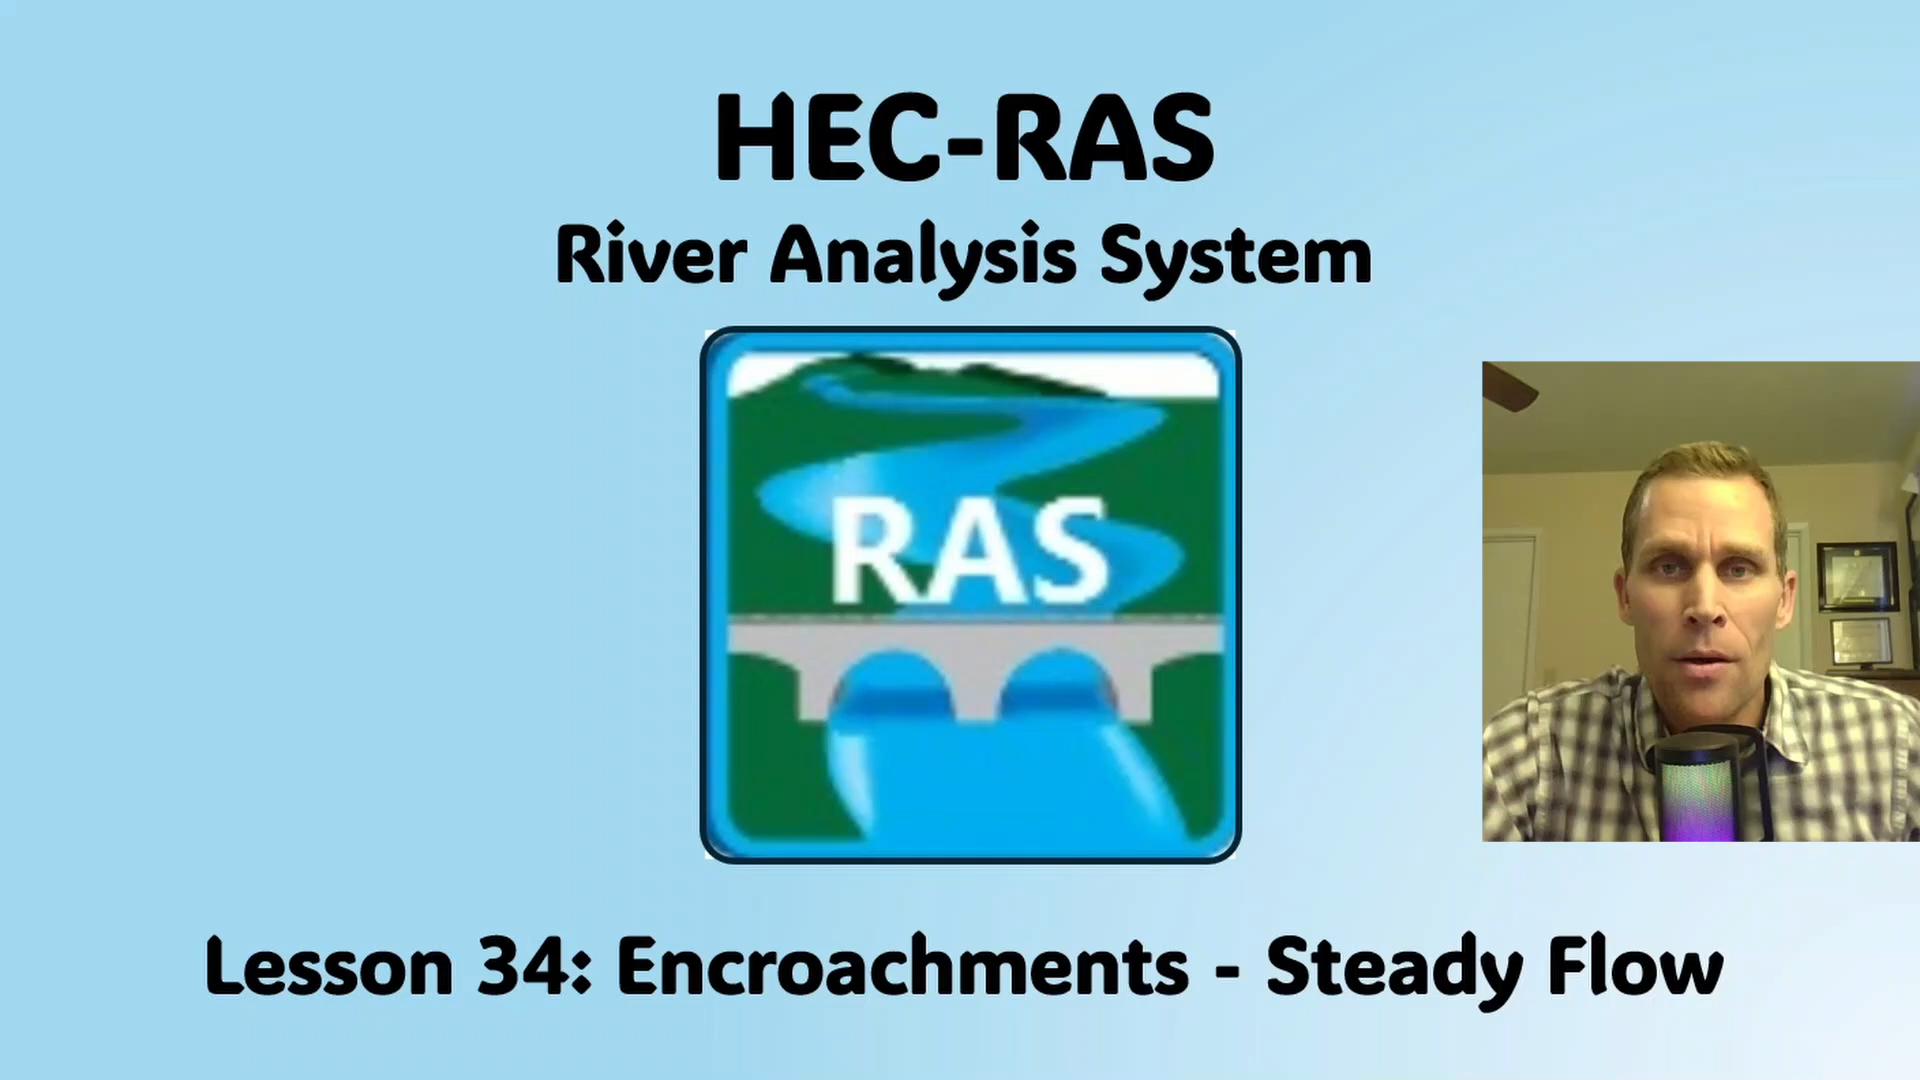 HEC-RAS
River Analysis System
RAS
Lesson 34: Encroachments - Steady Flow